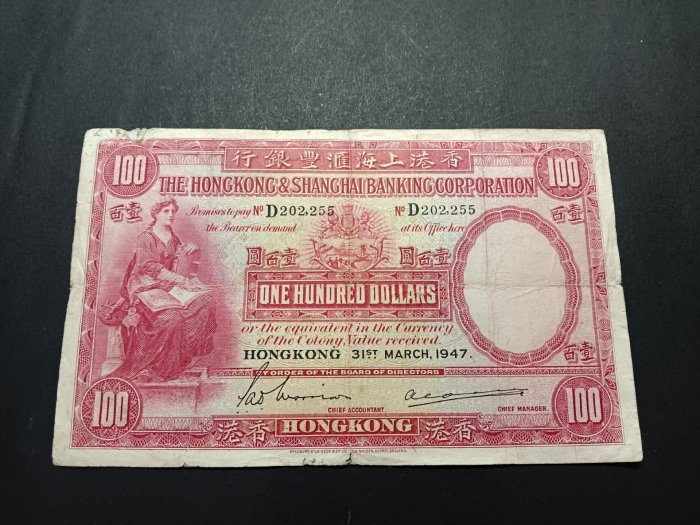 行銀豐滙海上港香
100 100
THE HONGKONG & SHANGHAI BANKING CORPORATION
百壹 Promises to pay Nº D202,255 Nº D202,255 百壹
the Bearer on demand at its Office here
圓百壹 圓百壹
ONE HUNDRED DOLLARS
or the equivalent in the Currency
of the Colony, Value received.
HONGKONG 31ST MARCH, 1947.
百壹
BY ORDER OF THE BOARD OF DIRECTORS
CHIEF ACCOUNTANT. CHIEF MANAGER.
100 100
港香 HONGKONG 港香